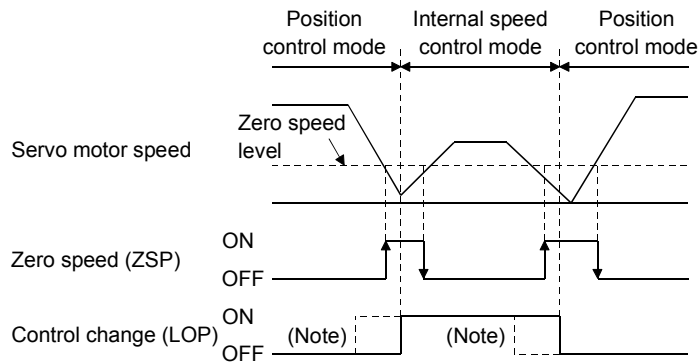 Position
control mode
Internal speed
control mode
Position
control mode
Zero speed
level
Servo motor speed
Zero speed (ZSP)
ON
OFF
Control change (LOP)
ON
OFF
(Note)
(Note)